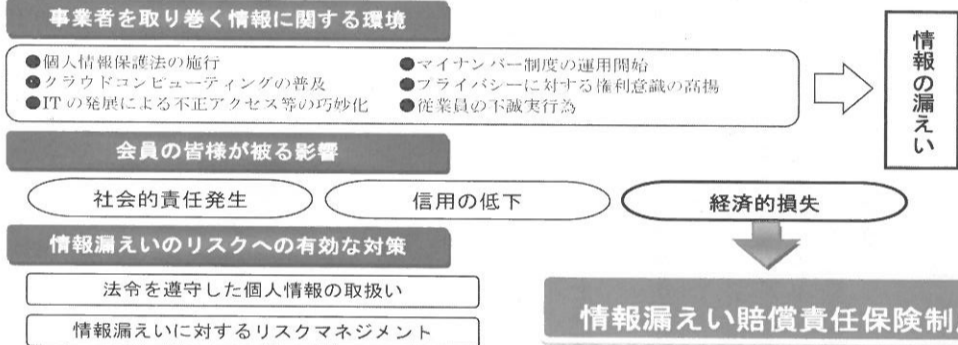 事業者を取り巻く情報に関する環境
●個人情報保護法の施行
●クラウドコンピューティングの普及
●ITの発展による不正アクセス等の巧妙化
●マイナンバー制度の運用開始
●プライバシーに対する権利意識の高揚
●従業員の不誠実行為
情報の漏えい
会員の皆様が被る影響
社会的責任発生
信用の低下
経済的損失
情報漏えいのリスクへの有効な対策
法令を遵守した個人情報の取扱い
情報漏えいに対するリスクマネジメント
情報漏えい賠償責任保険制